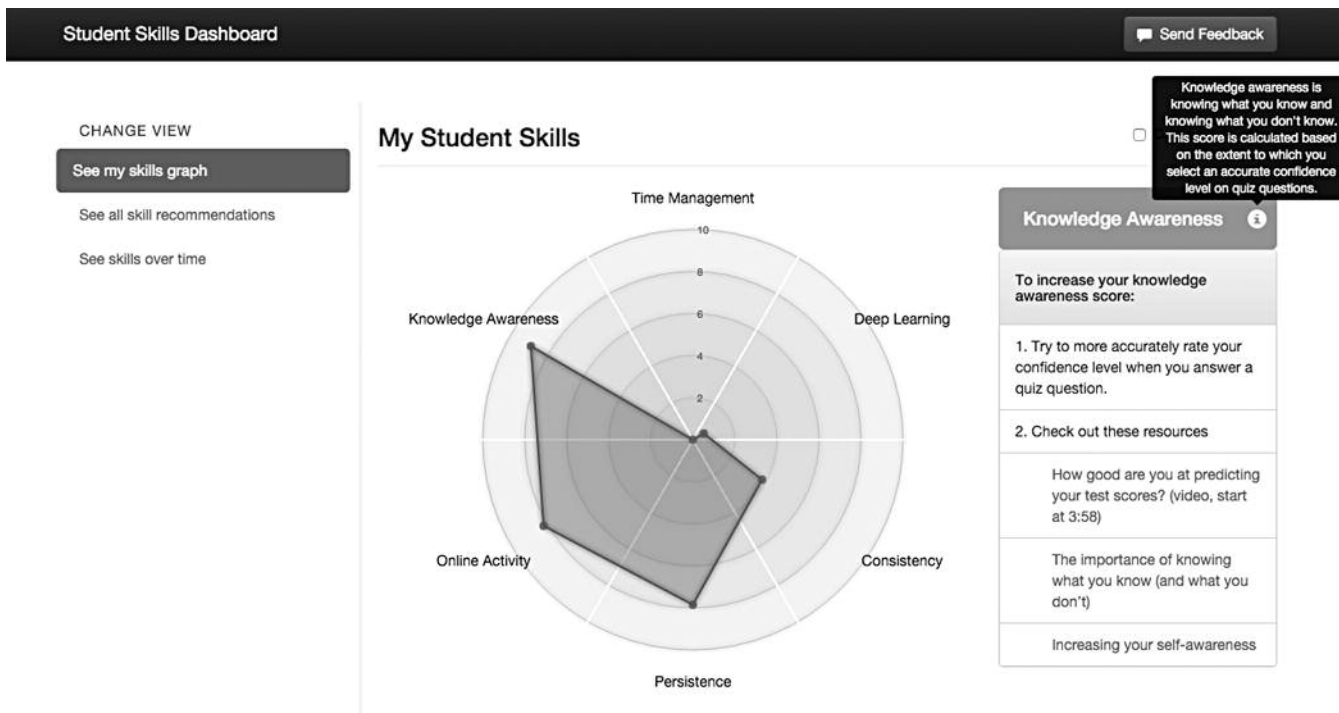 Student Skills Dashboard
Send Feedback
Knowledge awareness is
knowing what you know and
knowing what you don't know.
This score is calculated based
on the extent to which you
select an accurate confidence
level on quiz questions.
CHANGE VIEW
See my skills graph
See all skill recommendations
See skills over time
My Student Skills
Time Management
10
8
6
4
2
Knowledge Awareness
Deep Learning
Online Activity
Consistency
Persistence
Knowledge Awareness
To increase your knowledge
awareness score:
1. Try to more accurately rate your
confidence level when you answer a
quiz question.
2. Check out these resources
How good are you at predicting
your test scores? (video, start
at 3:58)
The importance of knowing
what you know (and what you
don't)
Increasing your self-awareness